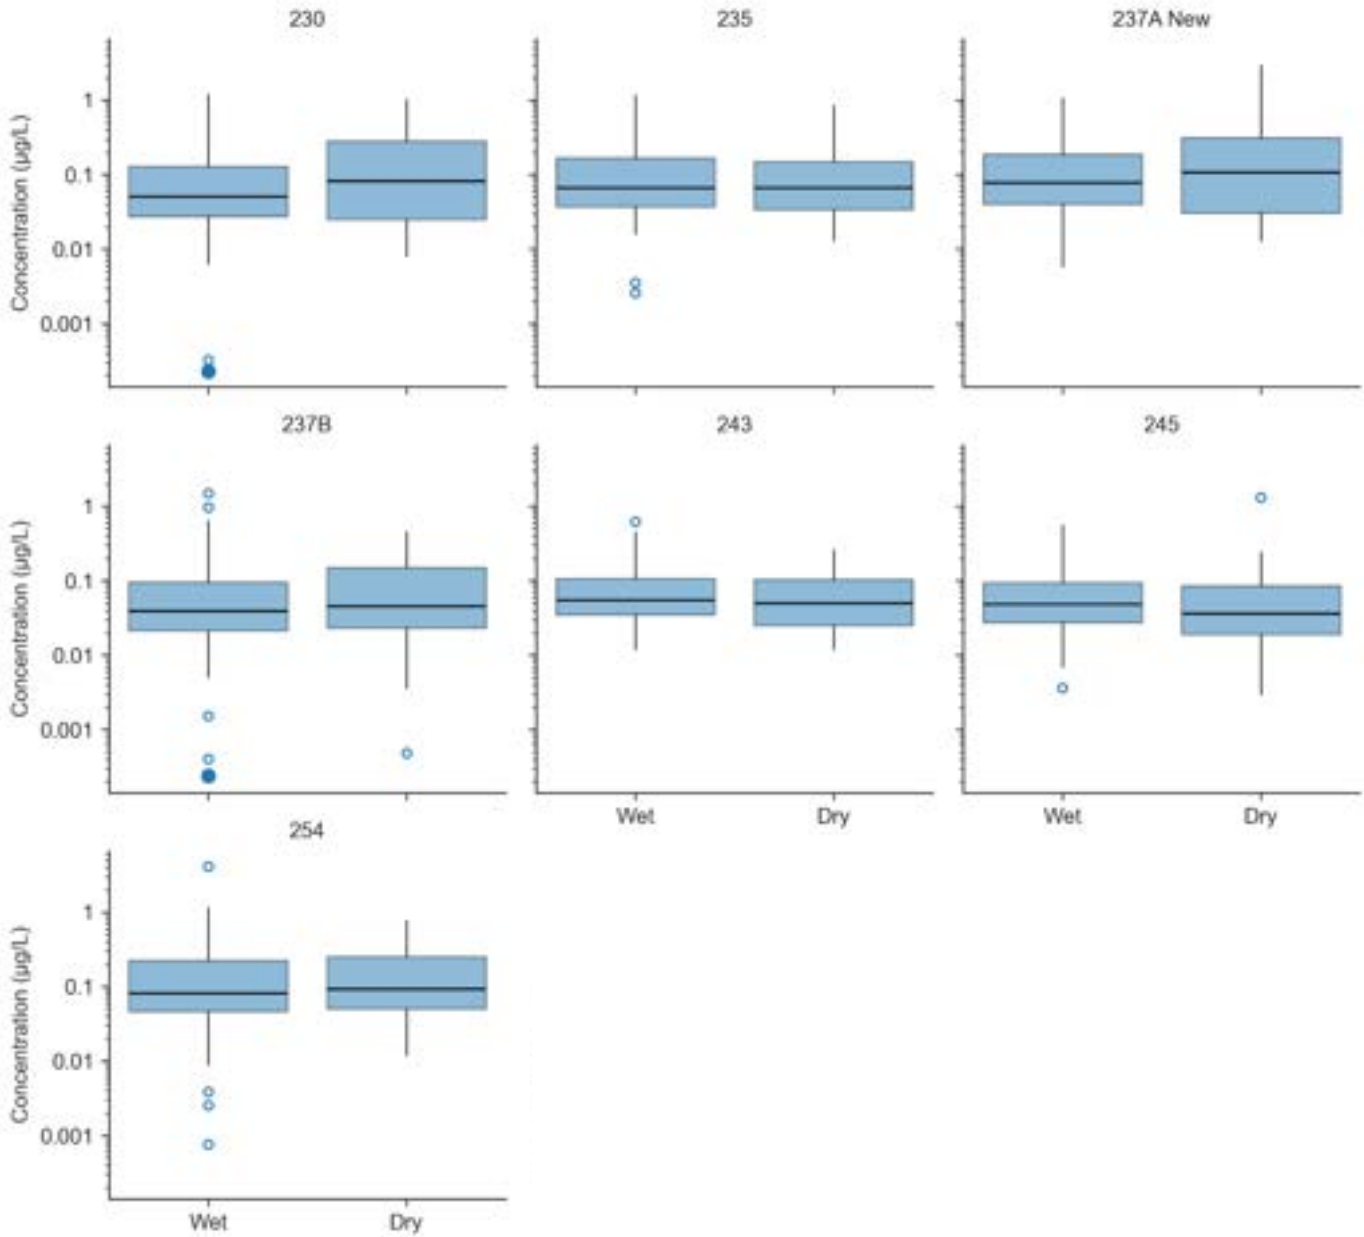 230 235 237A New
Concentration (µg/L)
1
0.1
0.01
0.001
237B 243 245
Concentration (µg/L)
1
0.1
0.01
0.001
Wet Dry Wet Dry
254
Concentration (µg/L)
1
0.1
0.01
0.001
Wet Dry